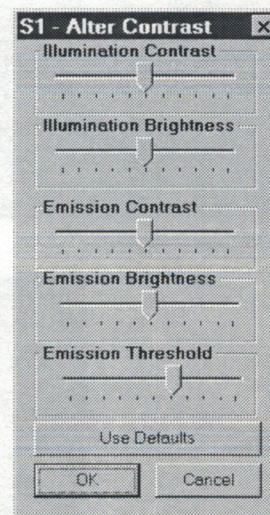 S1 - Alter Contrast
Illumination Contrast
Illumination Brightness
Emission Contrast
Emission Brightness
Emission Threshold
Use Defaults
OK
Cancel